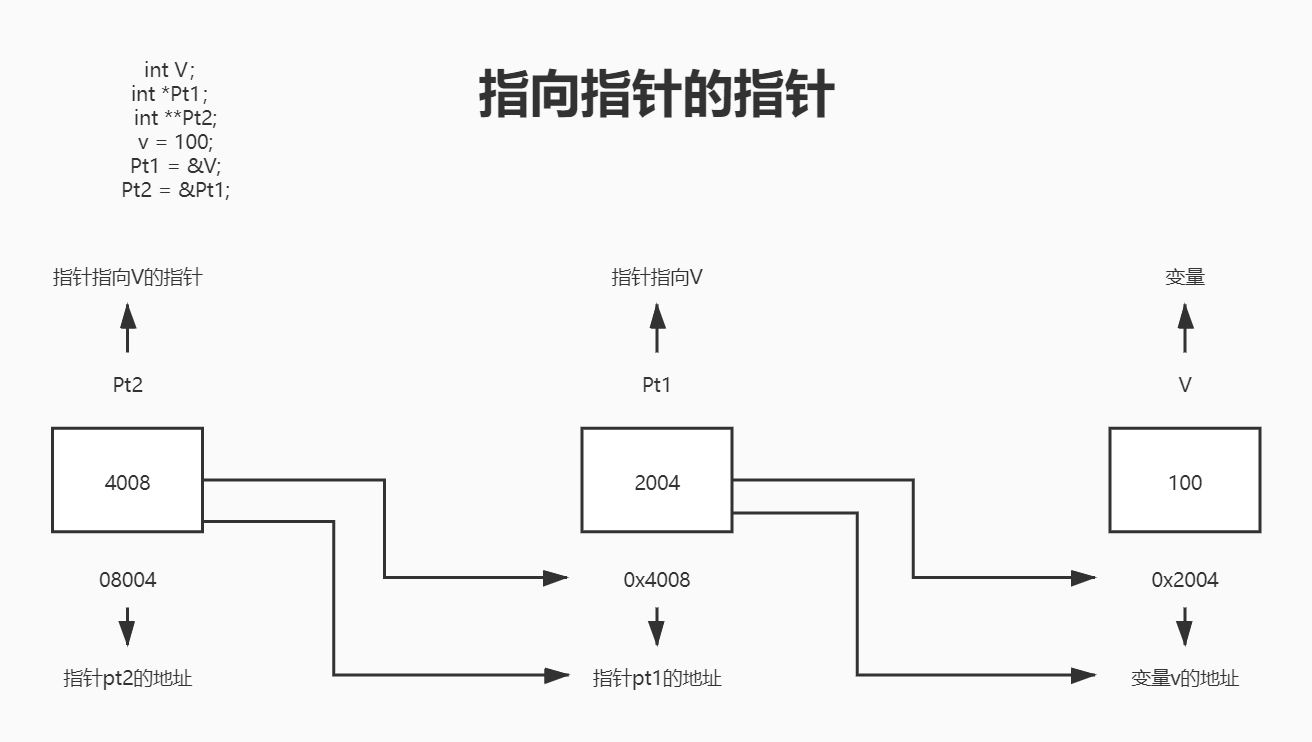 int V;
int *Pt1;
int **Pt2;
v = 100;
Pt1 = &V;
Pt2 = &Pt1;
指向指针的指针
指针指向V的指针
指针指向V
变量
Pt2
Pt1
V
4008
2004
100
08004
0x4008
0x2004
指针pt2的地址
指针pt1的地址
变量v的地址